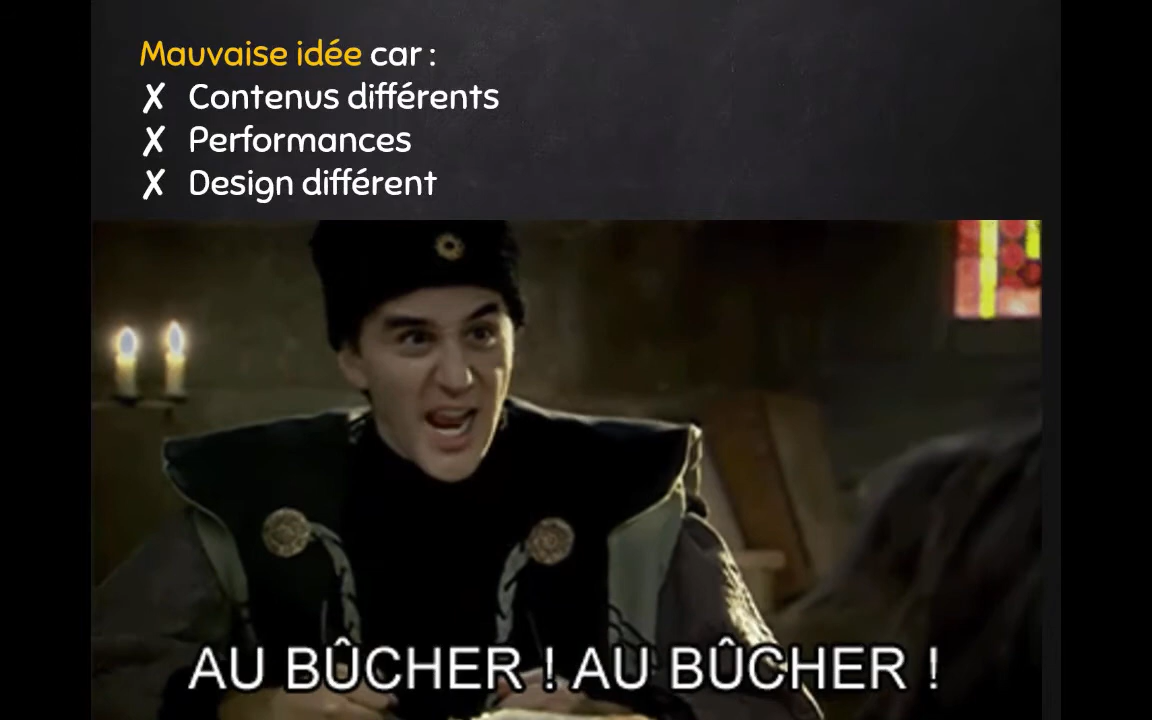 Mauvaise idée car :
✗ Contenus différents
✗ Performances
✗ Design différent
AU BÛCHER ! AU BÛCHER !